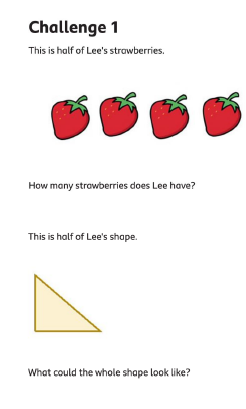 Challenge 1
This is half of Lee's strawberries.
How many strawberries does Lee have?
This is half of Lee's shape.
What could the whole shape look like?